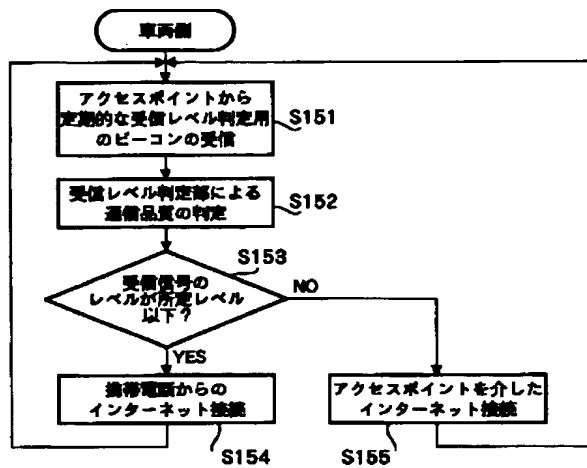 車両側
アクセスポイントから
定期的な受信レベル判定用
のビーコンの受信
S151
受信レベル判定部による
通信品質の判定
S152
S153
受信信号の
レベルが所定レベル
以下?
NO
YES
携帯電話からの
インターネット接続
S154
アクセスポイントを介した
インターネット接続
S155